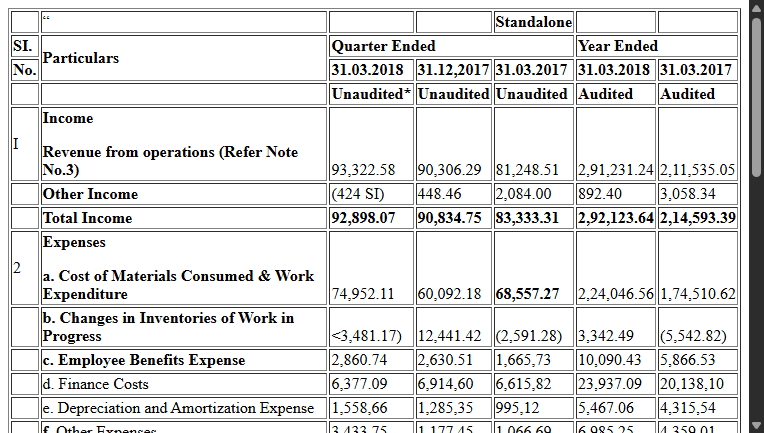 “ Standalone
SI. Particulars Quarter Ended Year Ended
No. 31.03.2018 31.12,2017 31.03.2017 31.03.2018 31.03.2017
Unaudited* Unaudited Unaudited Audited Audited
I Income
Revenue from operations (Refer Note
No.3) 93,322.58 90,306.29 81,248.51 2,91,231.24 2,11,535.05
Other Income (424 SI) 448.46 2,084.00 892.40 3,058.34
Total Income 92,898.07 90,834.75 83,333.31 2,92,123.64 2,14,593.39
2 Expenses
a. Cost of Materials Consumed & Work
Expenditure 74,952.11 60,092.18 68,557.27 2,24,046.56 1,74,510.62
b. Changes in Inventories of Work in
Progress <3,481.17) 12,441.42 (2,591.28) 3,342.49 (5,542.82)
c. Employee Benefits Expense 2,860.74 2,630.51 1,665,73 10,090.43 5,866.53
d. Finance Costs 6,377.09 6,914,60 6,615,82 23,937.09 20,138,10
e. Depreciation and Amortization Expense 1,558,66 1,285,35 995,12 5,467.06 4,315,54
f. Other Expenses 3,433.75 1,177.45 1,066.69 6,985.25 4,359.01